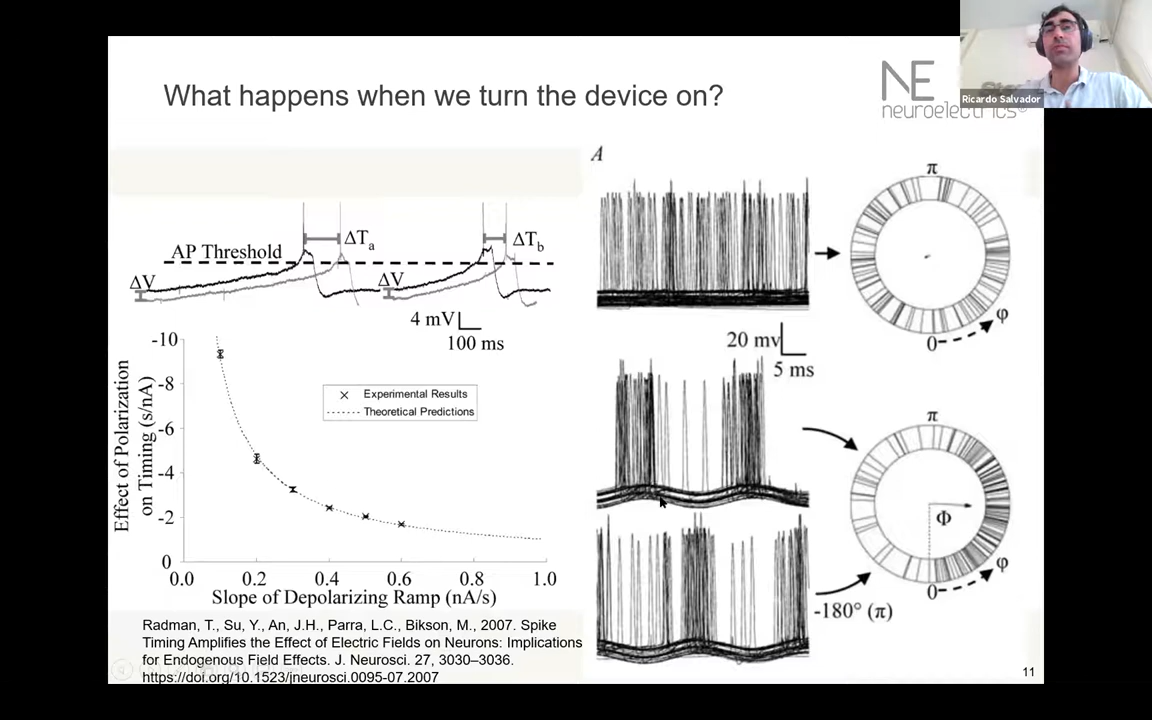 What happens when we turn the device on?
NE
neuroelectrics®
Ricardo Salvador
AP Threshold
ΔTa
ΔTb
ΔV
ΔV
4 mV
100 ms
Effect of Polarization
on Timing (s/nA)
-10
-8
-6
-4
-2
0
Experimental Results
Theoretical Predictions
0.0
0.2
0.4
0.6
0.8
1.0
Slope of Depolarizing Ramp (nA/s)
A
π
φ
0
20 mv
5 ms
π
Φ
φ
0
-180° (π)
Radman, T., Su, Y., An, J.H., Parra, L.C., Bikson, M., 2007. Spike
Timing Amplifies the Effect of Electric Fields on Neurons: Implications
for Endogenous Field Effects. J. Neurosci. 27, 3030–3036.
https://doi.org/10.1523/jneurosci.0095-07.2007
11